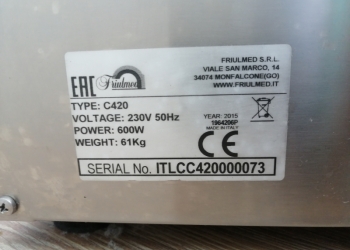 FRIULMED S.R.L.
VIALE SAN MARCO, 14
34074 MONFALCONE(GO)
WWW.FRIULMED.IT
EAC Friulmed
TYPE: C420
VOLTAGE: 230V 50Hz
POWER: 600W
WEIGHT: 61Kg
YEAR: 2015
1964206P
MADE IN ITALY
CE
SERIAL No. ITLCC420000073